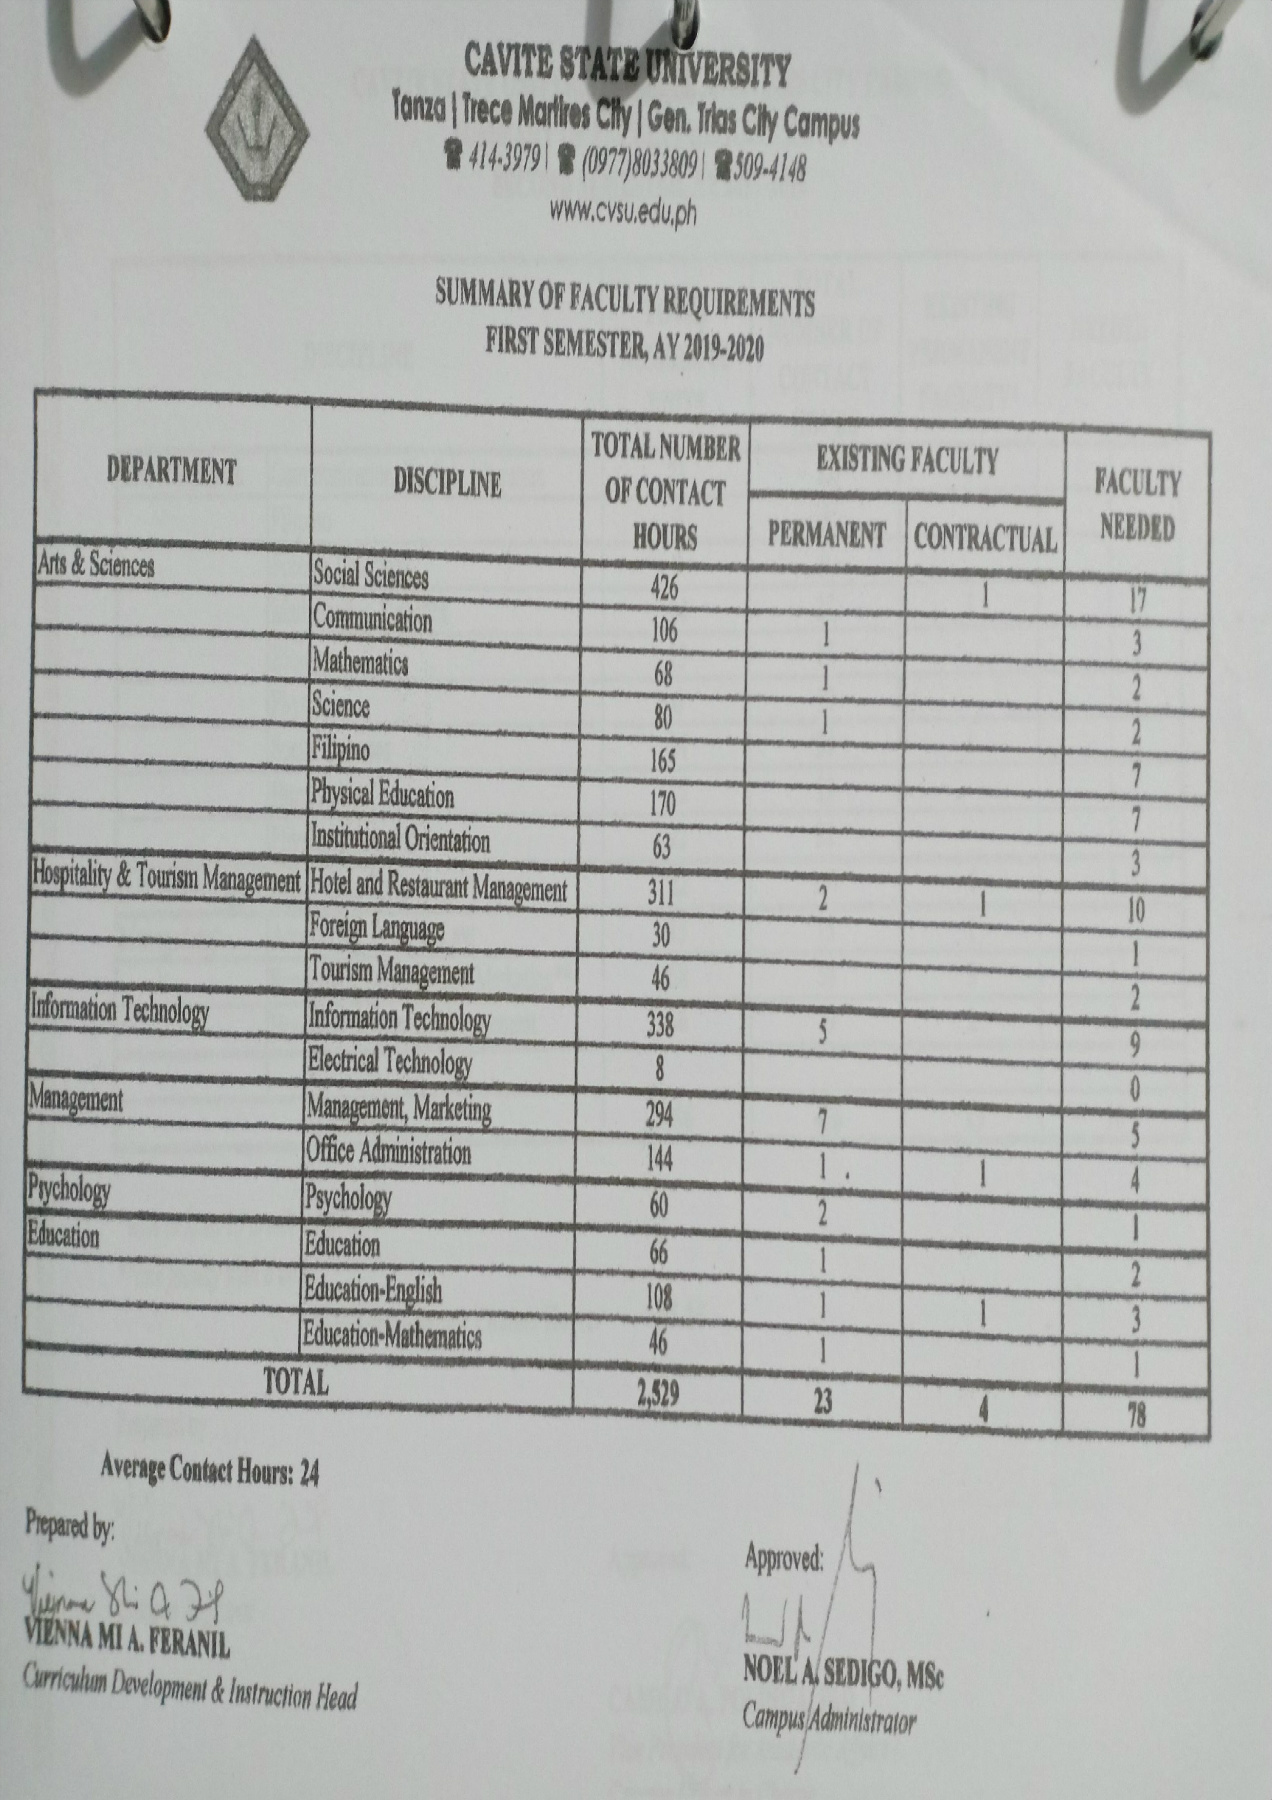 CAVITE STATE UNIVERSITY
Tanza | Trece Martires City | Gen. Trias City Campus
☎ 414-3979| ☎ (0977)8033809| ☎509-4148
www.cvsu.edu.ph
SUMMARY OF FACULTY REQUIREMENTS
FIRST SEMESTER, AY 2019-2020
DEPARTMENT DISCIPLINE TOTAL NUMBER OF CONTACT HOURS EXISTING FACULTY FACULTY NEEDED
PERMANENT CONTRACTUAL
Arts & Sciences Social Sciences 426 1 17
Communication 106 1 3
Mathematics 68 1 2
Science 80 1 2
Filipino 165 7
Physical Education 170 7
Institutional Orientation 63 3
Hospitality & Tourism Management Hotel and Restaurant Management 311 2 1 10
Foreign Language 30 1
Tourism Management 46 2
Information Technology Information Technology 338 5 9
Electrical Technology 8 0
Management Management, Marketing 294 7 5
Office Administration 144 1 1 4
Psychology Psychology 60 2 1
Education Education 66 1 2
Education-English 108 1 1 3
Education-Mathematics 46 1 1
TOTAL 2,529 23 4 78
Average Contact Hours: 24
Prepared by:
VIENNA MI A. FERANIL
Curriculum Development & Instruction Head
Approved:
NOEL A. SEDIGO, MSc
Campus Administrator